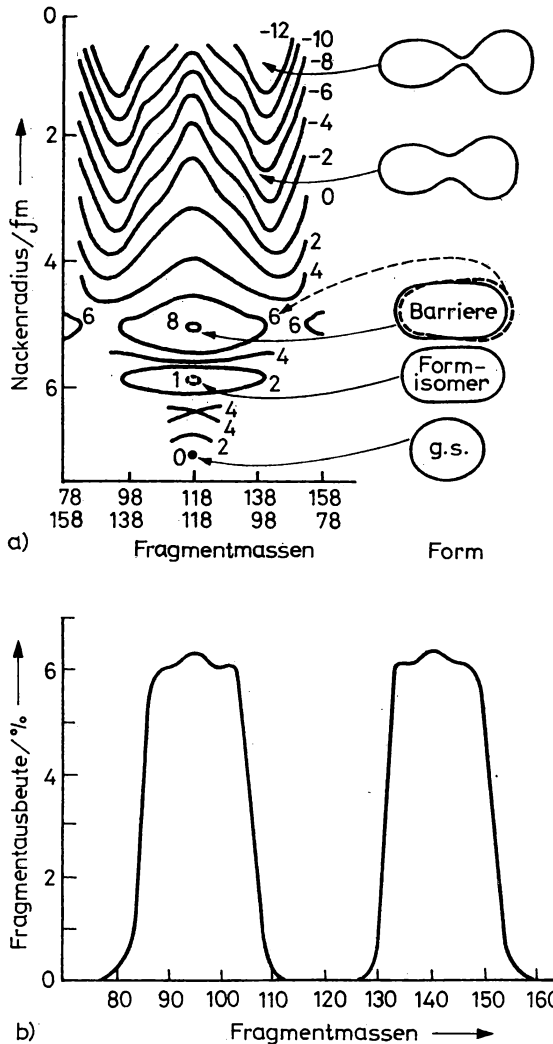 0
2
4
6
Nackenradius/fm
-12
-10
-8
-6
-4
-2
0
2
4
6
6
8
6
4
1
2
4
4
2
0
Barriere
Form-
isomer
g.s.
78 98 118 138 158
158 138 118 98 78
a) Fragmentmassen Form
6
4
2
0
Fragmentausbeute/%
80 90 100 110 130 140 150 160
b) Fragmentmassen